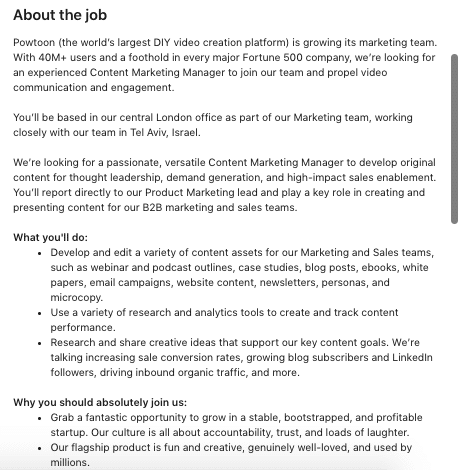 About the job
Powtoon (the world's largest DIY video creation platform) is growing its marketing team.
With 40M+ users and a foothold in every major Fortune 500 company, we're looking for
an experienced Content Marketing Manager to join our team and propel video
communication and engagement.
You'll be based in our central London office as part of our Marketing team, working
closely with our team in Tel Aviv, Israel.
We're looking for a passionate, versatile Content Marketing Manager to develop original
content for thought leadership, demand generation, and high-impact sales enablement.
You'll report directly to our Product Marketing lead and play a key role in creating and
presenting content for our B2B marketing and sales teams.
What you'll do:
• Develop and edit a variety of content assets for our Marketing and Sales teams,
such as webinar and podcast outlines, case studies, blog posts, ebooks, white
papers, email campaigns, website content, newsletters, personas, and
microcopy.
• Use a variety of research and analytics tools to create and track content
performance.
• Research and share creative ideas that support our key content goals. We're
talking increasing sale conversion rates, growing blog subscribers and LinkedIn
followers, driving inbound organic traffic, and more.
Why you should absolutely join us:
• Grab a fantastic opportunity to grow in a stable, bootstrapped, and profitable
startup. Our culture is all about accountability, trust, and loads of laughter.
• Our flagship product is fun and creative, genuinely well-loved, and used by
millions.